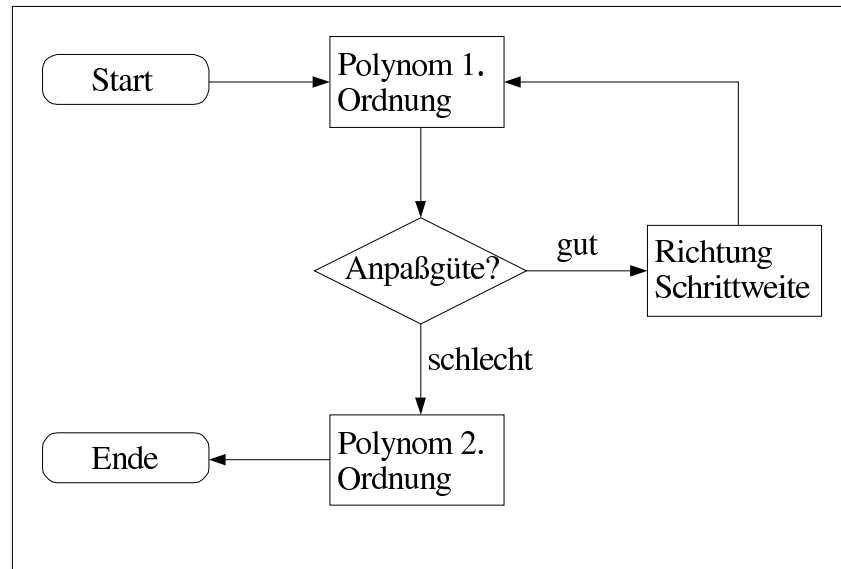 Start
Polynom 1.
Ordnung
Anpaßgüte?
gut
Richtung
Schrittweite
schlecht
Polynom 2.
Ordnung
Ende